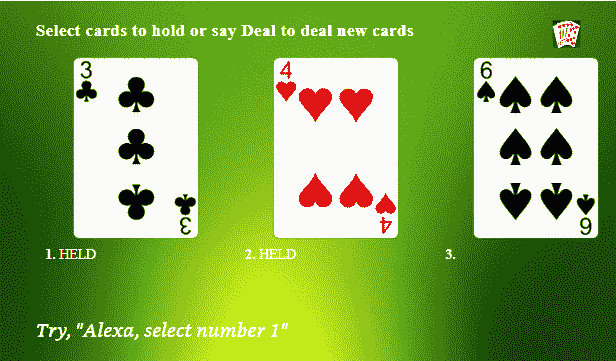 Select cards to hold or say Deal to deal new cards
3 4 6
3 4 6
1. HELD 2. HELD 3.
Try, "Alexa, select number 1"